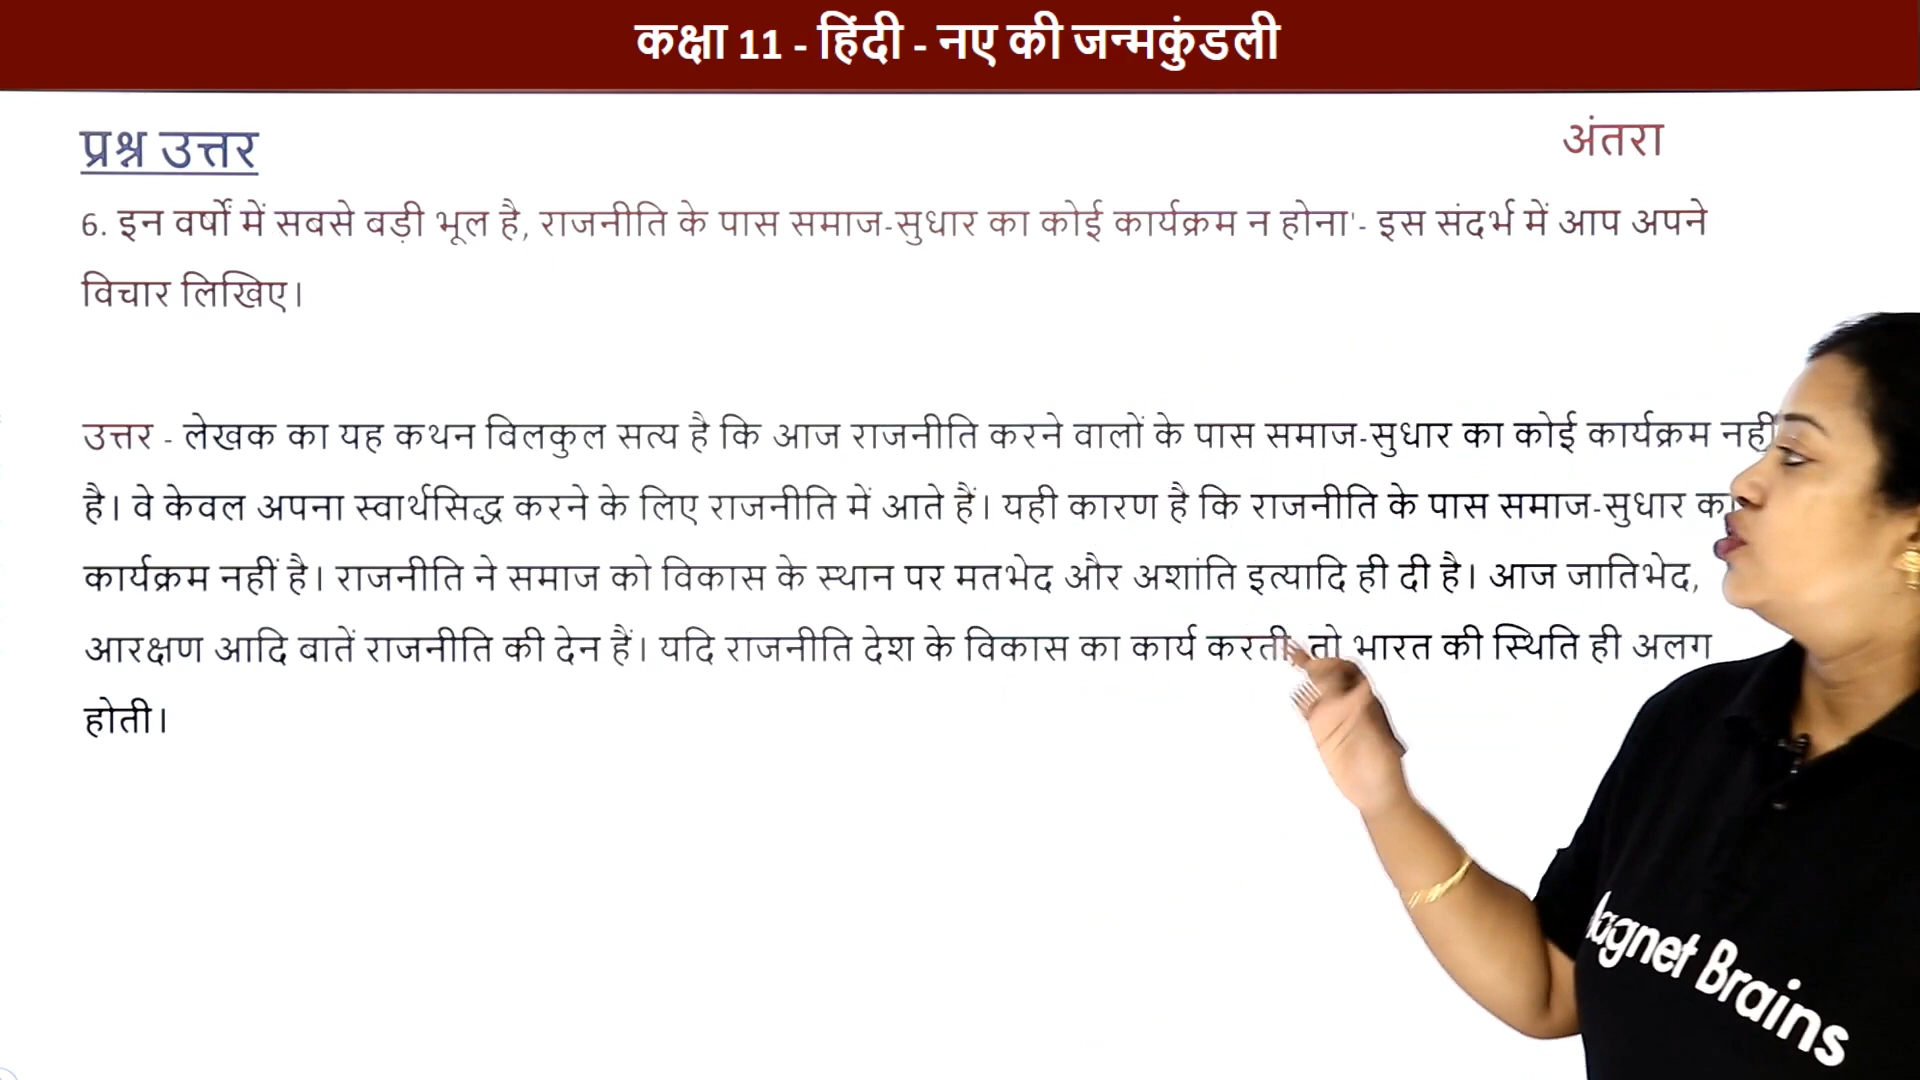 कक्षा 11 - हिंदी - नए की जन्मकुंडली
प्रश्न उत्तर
अंतरा
6. इन वर्षों में सबसे बड़ी भूल है, राजनीति के पास समाज-सुधार का कोई कार्यक्रम न होना'- इस संदर्भ में आप अपने
विचार लिखिए।
उत्तर - लेखक का यह कथन विलकुल सत्य है कि आज राजनीति करने वालों के पास समाज-सुधार का कोई कार्यक्रम नहीं
है। वे केवल अपना स्वार्थसिद्ध करने के लिए राजनीति में आते हैं। यही कारण है कि राजनीति के पास समाज-सुधार का
कार्यक्रम नहीं है। राजनीति ने समाज को विकास के स्थान पर मतभेद और अशांति इत्यादि ही दी है। आज जातिभेद,
आरक्षण आदि बातें राजनीति की देन हैं। यदि राजनीति देश के विकास का कार्य करती, तो भारत की स्थिति ही अलग
होती।
Magnet Brains